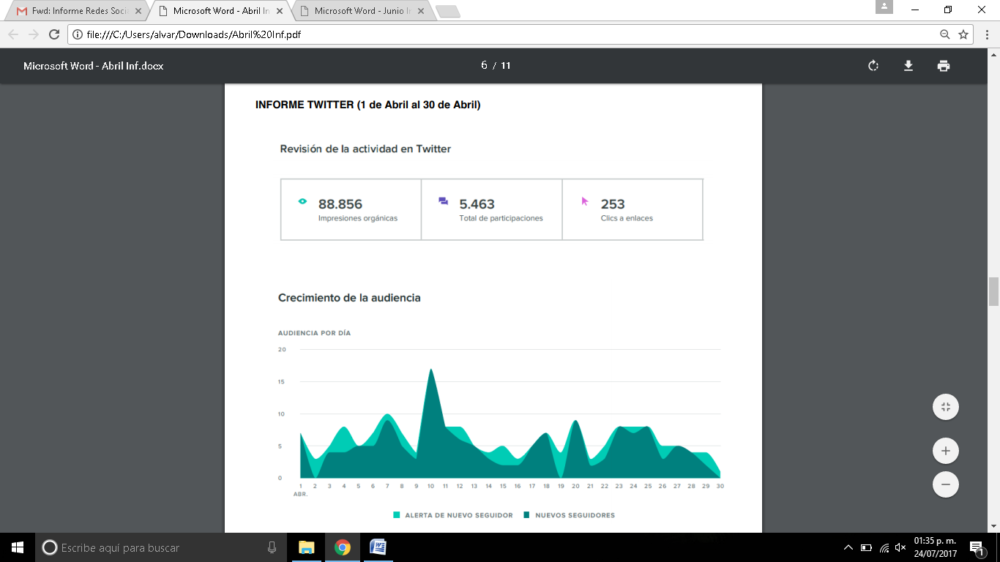 Fwd: Informe Redes Soci
Microsoft Word - Abril In
Microsoft Word - Junio I
file:///C:/Users/alvar/Downloads/Abril%20Inf.pdf
Microsoft Word - Abril Inf.docx
6 / 11
INFORME TWITTER (1 de Abril al 30 de Abril)
Revisión de la actividad en Twitter
88.856
Impresiones orgánicas
5.463
Total de participaciones
253
Clics a enlaces
Crecimiento de la audiencia
AUDIENCIA POR DÍA
20
15
10
5
0
1 2 3 4 5 6 7 8 9 10 11 12 13 14 15 16 17 18 19 20 21 22 23 24 25 26 27 28 29 30
ABR.
ALERTA DE NUEVO SEGUIDOR NUEVOS SEGUIDORES
Escribe aquí para buscar
01:35 p. m.
24/07/2017
1